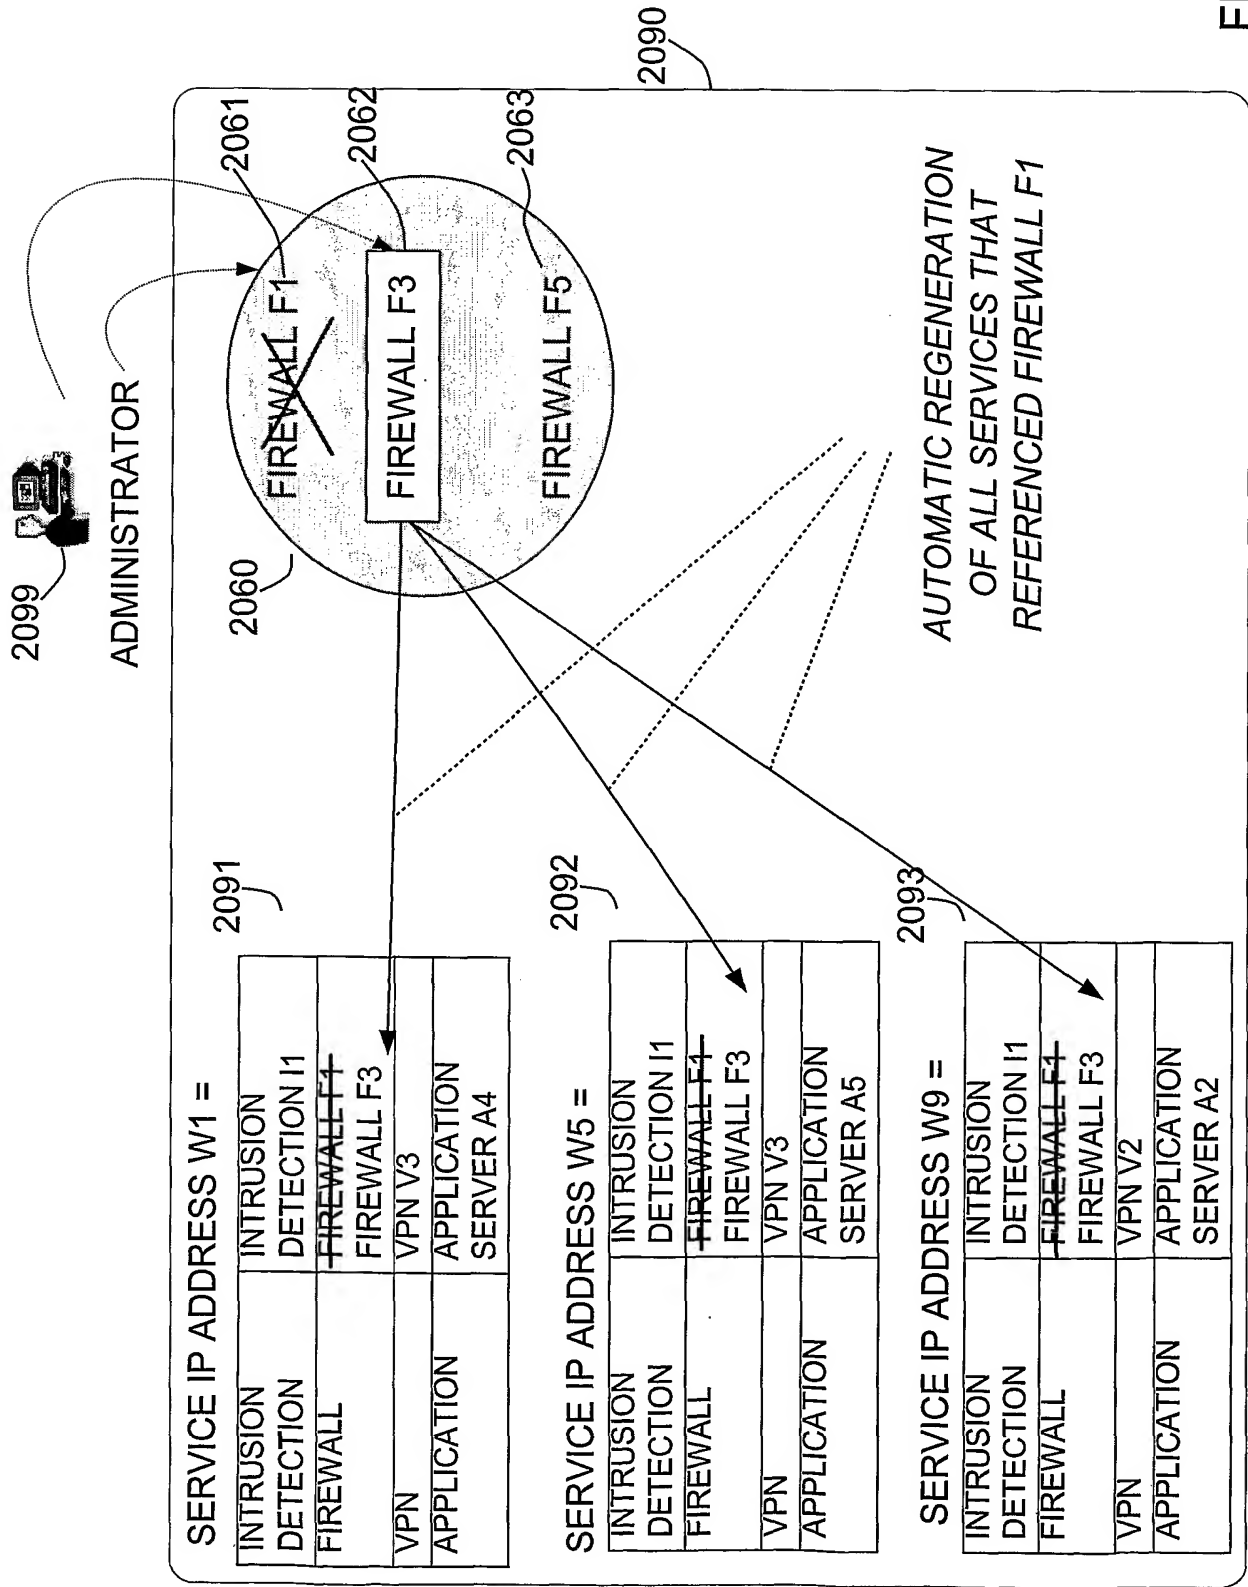 2099
ADMINISTRATOR
2090
2060
2061
FIREWALL F1
2062
FIREWALL F3
2063
FIREWALL F5
AUTOMATIC REGENERATION
OF ALL SERVICES THAT
REFERENCED FIREWALL F1
2091
SERVICE IP ADDRESS W1 =
INTRUSION
DETECTION
INTRUSION
DETECTION I1
FIREWALL
FIREWALL F1
FIREWALL F3
VPN
VPN V3
APPLICATION
APPLICATION
SERVER A4
2092
SERVICE IP ADDRESS W5 =
INTRUSION
DETECTION
INTRUSION
DETECTION I1
FIREWALL
FIREWALL F1
FIREWALL F3
VPN
VPN V3
APPLICATION
APPLICATION
SERVER A5
2093
SERVICE IP ADDRESS W9 =
INTRUSION
DETECTION
INTRUSION
DETECTION I1
FIREWALL
FIREWALL F1
FIREWALL F3
VPN
VPN V2
APPLICATION
APPLICATION
SERVER A2